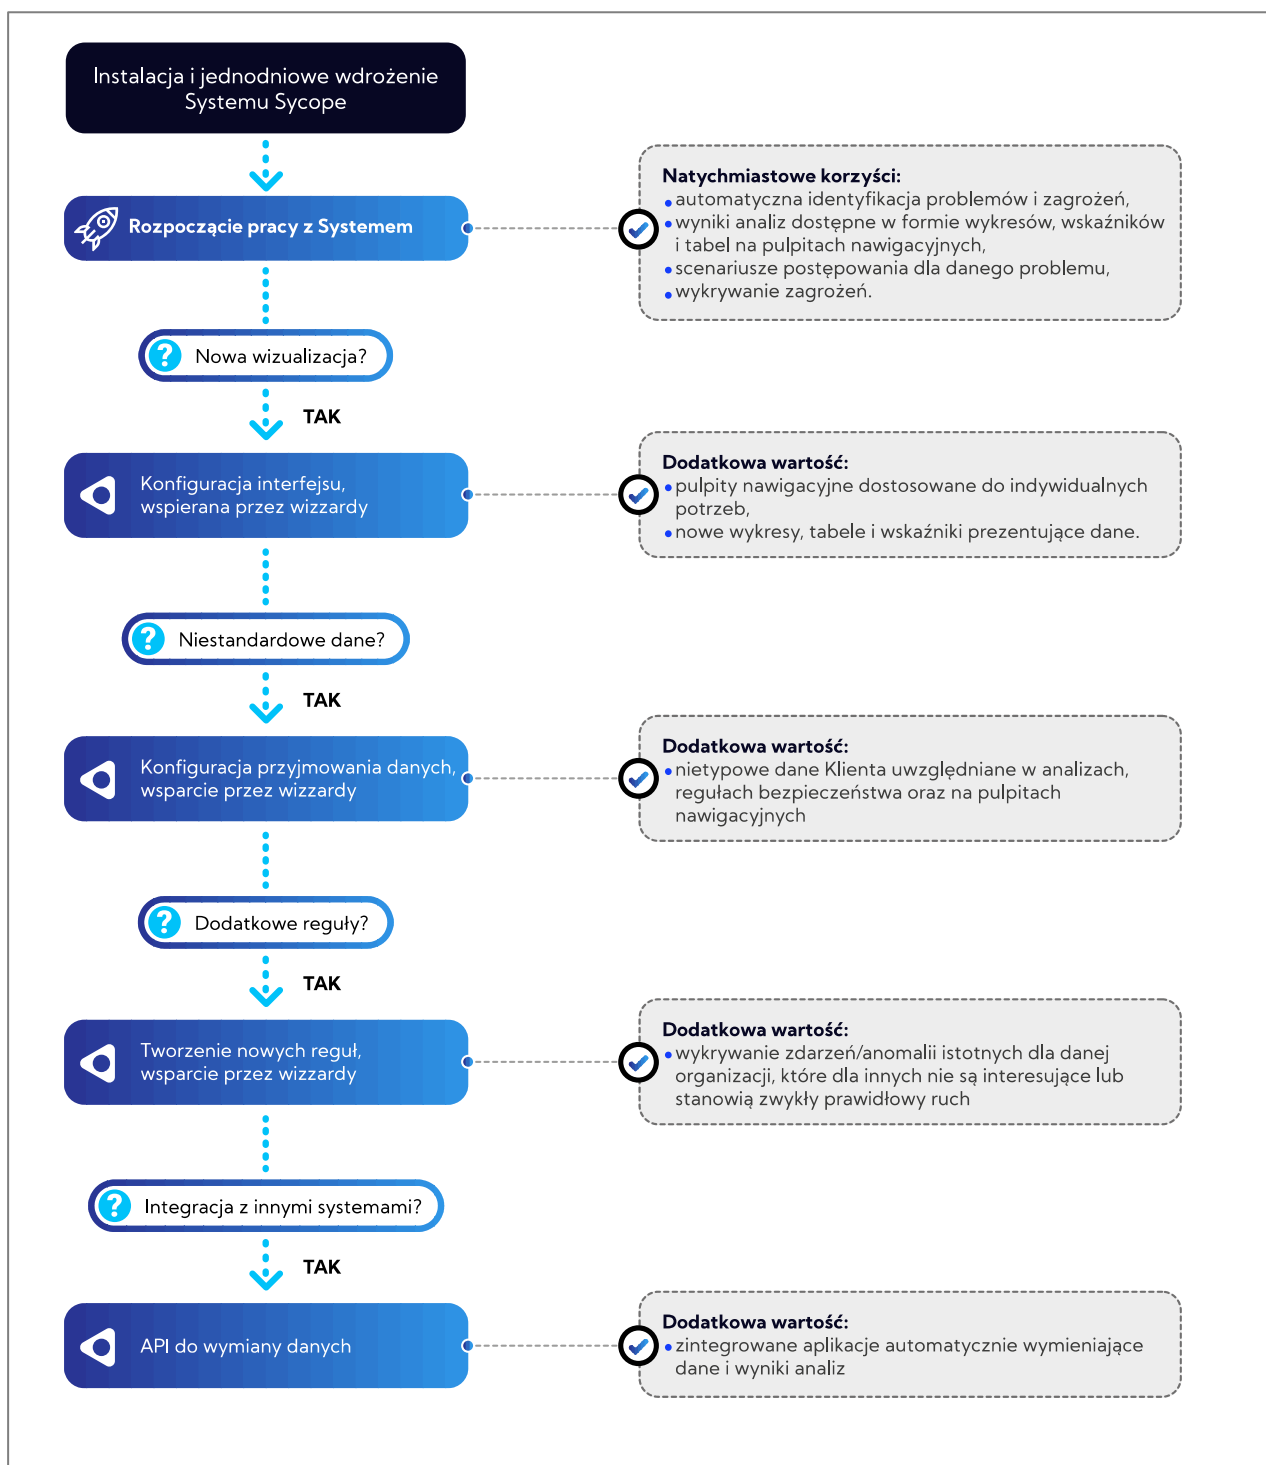 Instalacja i jednodniowe wdrożenie
Systemu Sycope
Rozpoczęcie pracy z Systemem
Natychmiastowe korzyści:
automatyczna identyfikacja problemów i zagrożeń,
wyniki analiz dostępne w formie wykresów, wskaźników
i tabel na pulpitach nawigacyjnych,
scenariusze postępowania dla danego problemu,
wykrywanie zagrożeń.
? Nowa wizualizacja?
TAK
Konfiguracja interfejsu,
wspierana przez wizzardy
Dodatkowa wartość:
pulpity nawigacyjne dostosowane do indywidualnych
potrzeb,
nowe wykresy, tabele i wskaźniki prezentujące dane.
? Niestandardowe dane?
TAK
Konfiguracja przyjmowania danych,
wsparcie przez wizzardy
Dodatkowa wartość:
nietypowe dane Klienta uwzględniane w analizach,
regułach bezpieczeństwa oraz na pulpitach
nawigacyjnych
? Dodatkowe reguły?
TAK
Tworzenie nowych reguł,
wsparcie przez wizzardy
Dodatkowa wartość:
wykrywanie zdarzeń/anomalii istotnych dla danej
organizacji, które dla innych nie są interesujące lub
stanowią zwykły prawidłowy ruch
? Integracja z innymi systemami?
TAK
API do wymiany danych
Dodatkowa wartość:
zintegrowane aplikacje automatycznie wymieniające
dane i wyniki analiz